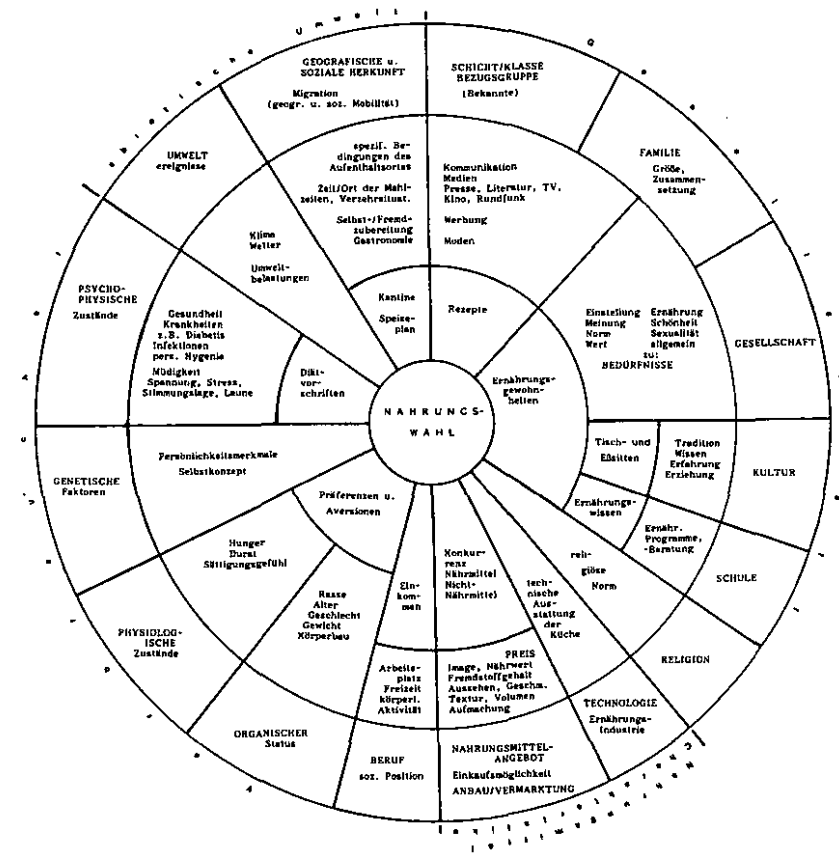 abiotische Umwelt
GEOGRAFISCHE u.
SOZIALE HERKUNFT
Migration
(geogr. u. soz. Mobilität)
SCHICHT/KLASSE
BEZUGSGRUPPE
(Bekannte)
UMWELT
ereignisse
FAMILIE
Größe,
Zusammen-
setzung
spezif. Be-
dingungen des
Aufenthaltsortes
Zeit/Ort der Mahl-
zeiten, Verzehrsituat.
Selbst-/Fremd-
zubereitung
Gastronomie
Kommunikation
Medien
Presse, Literatur, TV,
Kino, Rundfunk
Werbung
Moden
Klima
Wetter
Umwelt-
belastungen
Kantine
Speise-
plan
Rezepte
PSYCHO-
PHYSISCHE
Zustände
Gesundheit
Krankheiten
z.B. Diabetis
Infektionen
pers. Hygenie
Müdigkeit
Spannung, Stress,
Stimmungslage, Laune
Diät-
vor-
schriften
Einstellung
Meinung
Norm
Wert
Ernährung
Schönheit
Sexualität
allgemein
zu:
BEDÜRFNISSE
GESELLSCHAFT
NAHRUNGS-
WAHL
Ernährungs-
gewohn-
heiten
Tisch- und
Eßsitten
Tradition
Wissen
Erfahrung
Erziehung
KULTUR
GENETISCHE
Faktoren
Persönlichkeitsmerkmale
Selbstkonzept
Präferenzen u.
Aversionen
Ernährungs-
wissen
Ernähr.
Programme,
-Beratung
SCHULE
Hunger
Durst
Sättigungsgefühl
Rasse
Alter
Geschlecht
Gewicht
Körperbau
Ein-
kom-
men
Konkur-
renz
Nährmittel
Nicht-
Nährmittel
tech-
nische
Aus-
stattung
der
Küche
reli-
giöse
Norm
RELIGION
PHYSIOLOG-
ISCHE
Zustände
ORGANISCHER
Status
Arbeits-
platz
Freizeit
körperl.
Aktivität
PREIS
Image, Nährwert
Fremdstoffgehalt
Aussehen, Geschm.
Textur, Volumen
Aufmachung
TECHNOLOGIE
Ernährungs-
industrie
BERUF
soz. Position
NAHRUNGSMITTEL-
ANGEBOT
Einkaufsmöglichkeit
ANBAU/VERMARKTUNG